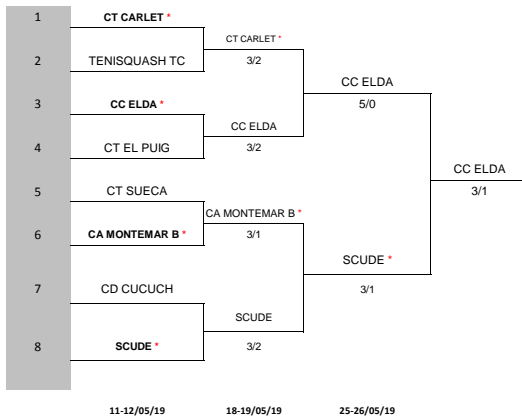 1 CT CARLET *
CT CARLET *
2 TENISQUASH TC 3/2
CC ELDA
3 CC ELDA * 5/0
CC ELDA
4 CT EL PUIG 3/2
CC ELDA
5 CT SUECA 3/1
CA MONTEMAR B *
6 CA MONTEMAR B * 3/1
SCUDE *
7 CD CUCUCH 3/1
SCUDE
8 SCUDE * 3/2
11-12/05/19 18-19/05/19 25-26/05/19